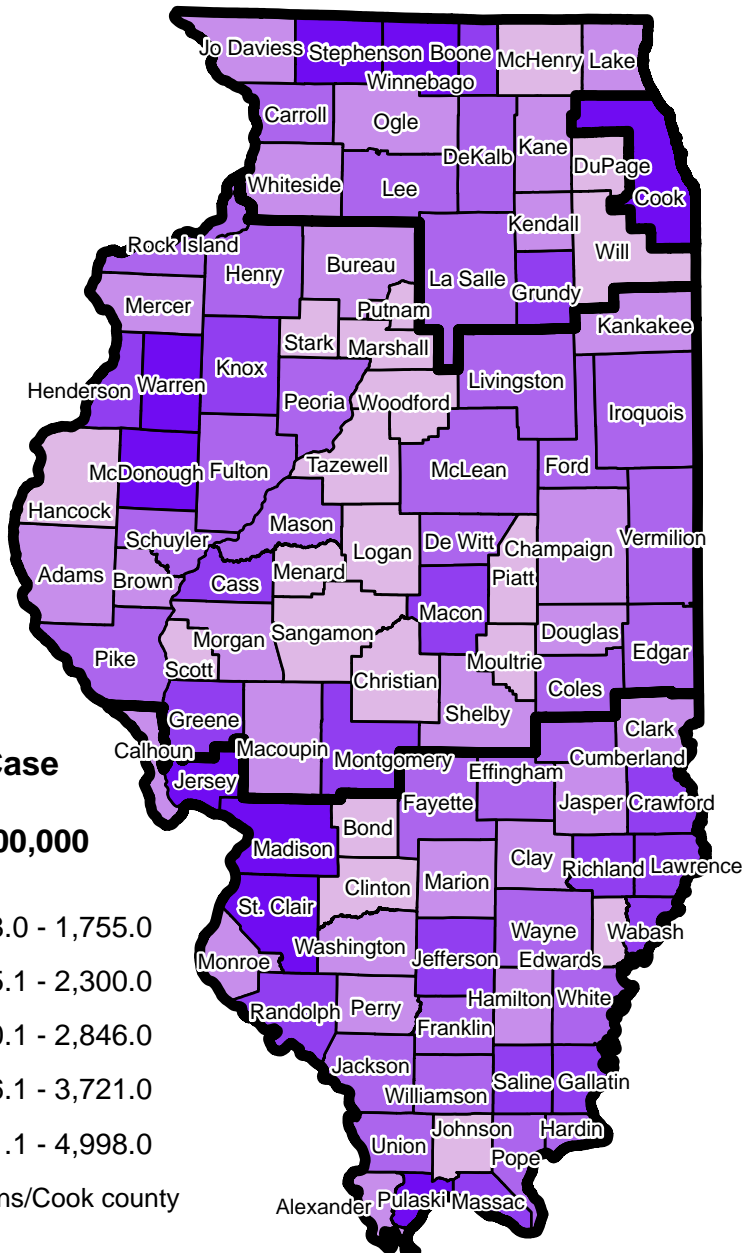 Jo Daviess Stephenson Boone McHenry Lake
Winnebago
Carroll Ogle DeKalb Kane DuPage Cook
Whiteside Lee
Kendall Will
Rock Island Henry Bureau La Salle Grundy
Mercer Putnam Kankakee
Stark Marshall
Henderson Warren Knox Peoria Woodford Livingston Iroquois
McDonough Fulton Tazewell McLean Ford
Hancock Schuyler Mason Logan De Witt Champaign Vermilion
Adams Brown Cass Menard Piatt
Macon
Pike Morgan Sangamon Douglas Edgar
Scott Christian Moultrie Coles
Greene Shelby Clark
Calhoun Macoupin Montgomery Effingham Cumberland
Case
Jersey Fayette Jasper Crawford
00,000
Madison Bond Clay Richland Lawrence
St. Clair Clinton Marion
.0 - 1,755.0
Washington Wayne Wabash
Monroe Jefferson Edwards
.1 - 2,300.0
Randolph Perry Franklin Hamilton White
.1 - 2,846.0
Jackson Williamson Saline Gallatin
.1 - 3,721.0
Union Johnson Pope Hardin
.1 - 4,998.0
Alexander Pulaski Massac
ns/Cook county